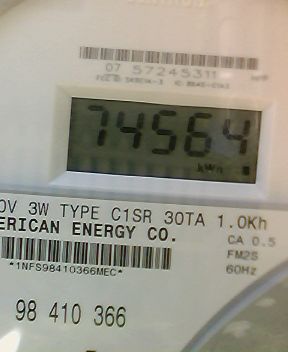 07 57245311
74564
kWh
0V 3W TYPE C1SR 30TA 1.0Kh
ERICAN ENERGY CO.
CA 0.5
FM2S
60Hz
*1NFS98410366MEC*
98 410 366